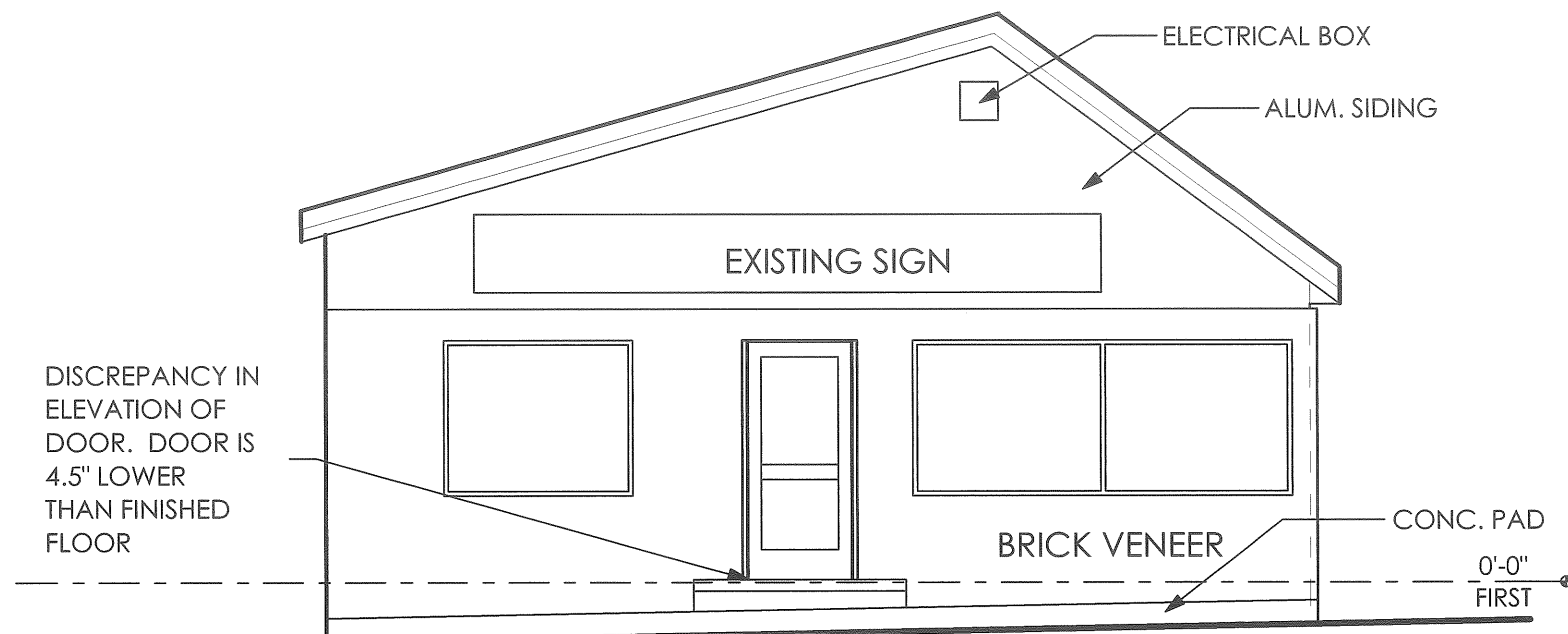 ELECTRICAL BOX
ALUM. SIDING
EXISTING SIGN
DISCREPANCY IN
ELEVATION OF
DOOR.  DOOR IS
4.5" LOWER
THAN FINISHED
FLOOR
BRICK VENEER
CONC. PAD
0'-0"
FIRST